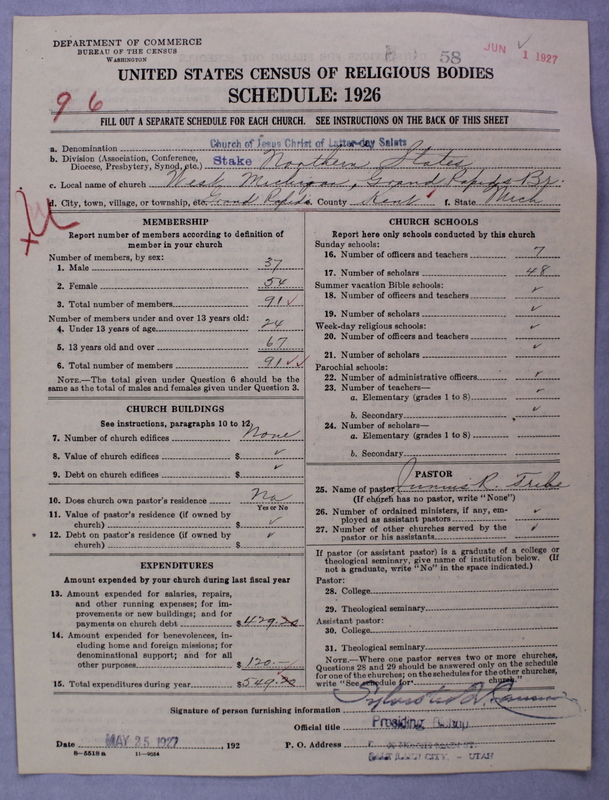 DEPARTMENT OF COMMERCE
BUREAU OF THE CENSUS
WASHINGTON
58
JUN 1 1927
UNITED STATES CENSUS OF RELIGIOUS BODIES
SCHEDULE: 1926
96
FILL OUT A SEPARATE SCHEDULE FOR EACH CHURCH. SEE INSTRUCTIONS ON THE BACK OF THIS SHEET
a. Denomination Church of Jesus Christ of Latter-day Saints
b. Division (Association, Conference, Diocese, Presbytery, Synod, etc.) Stake Northern States
c. Local name of church West Michigan, Grand Rapids Br.
d. City, town, village, or township, etc. Grand Rapids e. County Kent f. State Mich
MEMBERSHIP
Report number of members according to definition of
member in your church
Number of members, by sex:
1. Male 37
2. Female 54
3. Total number of members 91 ✓
Number of members under and over 13 years old:
4. Under 13 years of age 24
5. 13 years old and over 67
6. Total number of members 91 ✓ ✓
NOTE.—The total given under Question 6 should be the
same as the total of males and females given under Question 3.
CHURCH BUILDINGS
See instructions, paragraphs 10 to 12
7. Number of church edifices None
8. Value of church edifices $ ✓
9. Debt on church edifices $ ✓
10. Does church own pastor's residence No
Yes or No
11. Value of pastor's residence (if owned by
church) $ ✓
12. Debt on pastor's residence (if owned by
church) $ ✓
EXPENDITURES
Amount expended by your church during last fiscal year
13. Amount expended for salaries, repairs,
and other running expenses; for im-
provements or new buildings; and for
payments on church debt $429.20
14. Amount expended for benevolences, in-
cluding home and foreign missions; for
denominational support; and for all
other purposes $120.—
15. Total expenditures during year $549.20
CHURCH SCHOOLS
Report here only schools conducted by this church
Sunday schools:
16. Number of officers and teachers 7
17. Number of scholars 48
Summer vacation Bible schools:
18. Number of officers and teachers ✓
19. Number of scholars ✓
Week-day religious schools:
20. Number of officers and teachers ✓
21. Number of scholars ✓
Parochial schools:
22. Number of administrative officers ✓
23. Number of teachers—
a. Elementary (grades 1 to 8) ✓
b. Secondary ✓
24. Number of scholars—
a. Elementary (grades 1 to 8)
b. Secondary
PASTOR
25. Name of pastor Junius R. Tribe
(If church has no pastor, write "None")
26. Number of ordained ministers, if any, em-
ployed as assistant pastors ✓
27. Number of other churches served by the
pastor or his assistants ✓
If pastor (or assistant pastor) is a graduate of a college or
theological seminary, give name of institution below. (If
not a graduate, write "No" in the space indicated.)
Pastor:
28. College
29. Theological seminary
Assistant pastor:
30. College
31. Theological seminary
NOTE.—Where one pastor serves two or more churches,
Questions 28 and 29 should be answered only on the schedule
for one of the churches; on the schedules for the other churches,
write "See schedule for church."
Signature of person furnishing information Sylvester Q. Cannon
Official title Presiding Bishop
Date MAY 25 1927, 192 P. O. Address
CITY, - UTAH
8—5518 a 11—9024